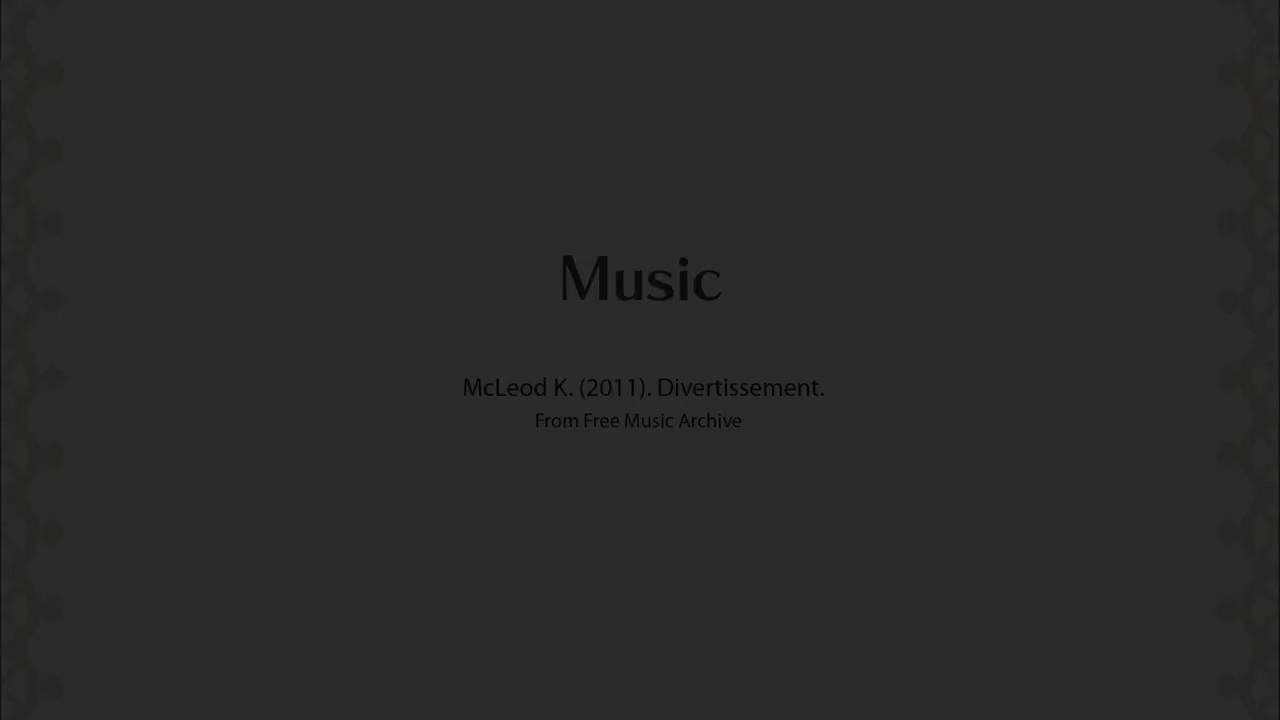 Music
McLeod K. (2011). Divertissement.
From Free Music Archive